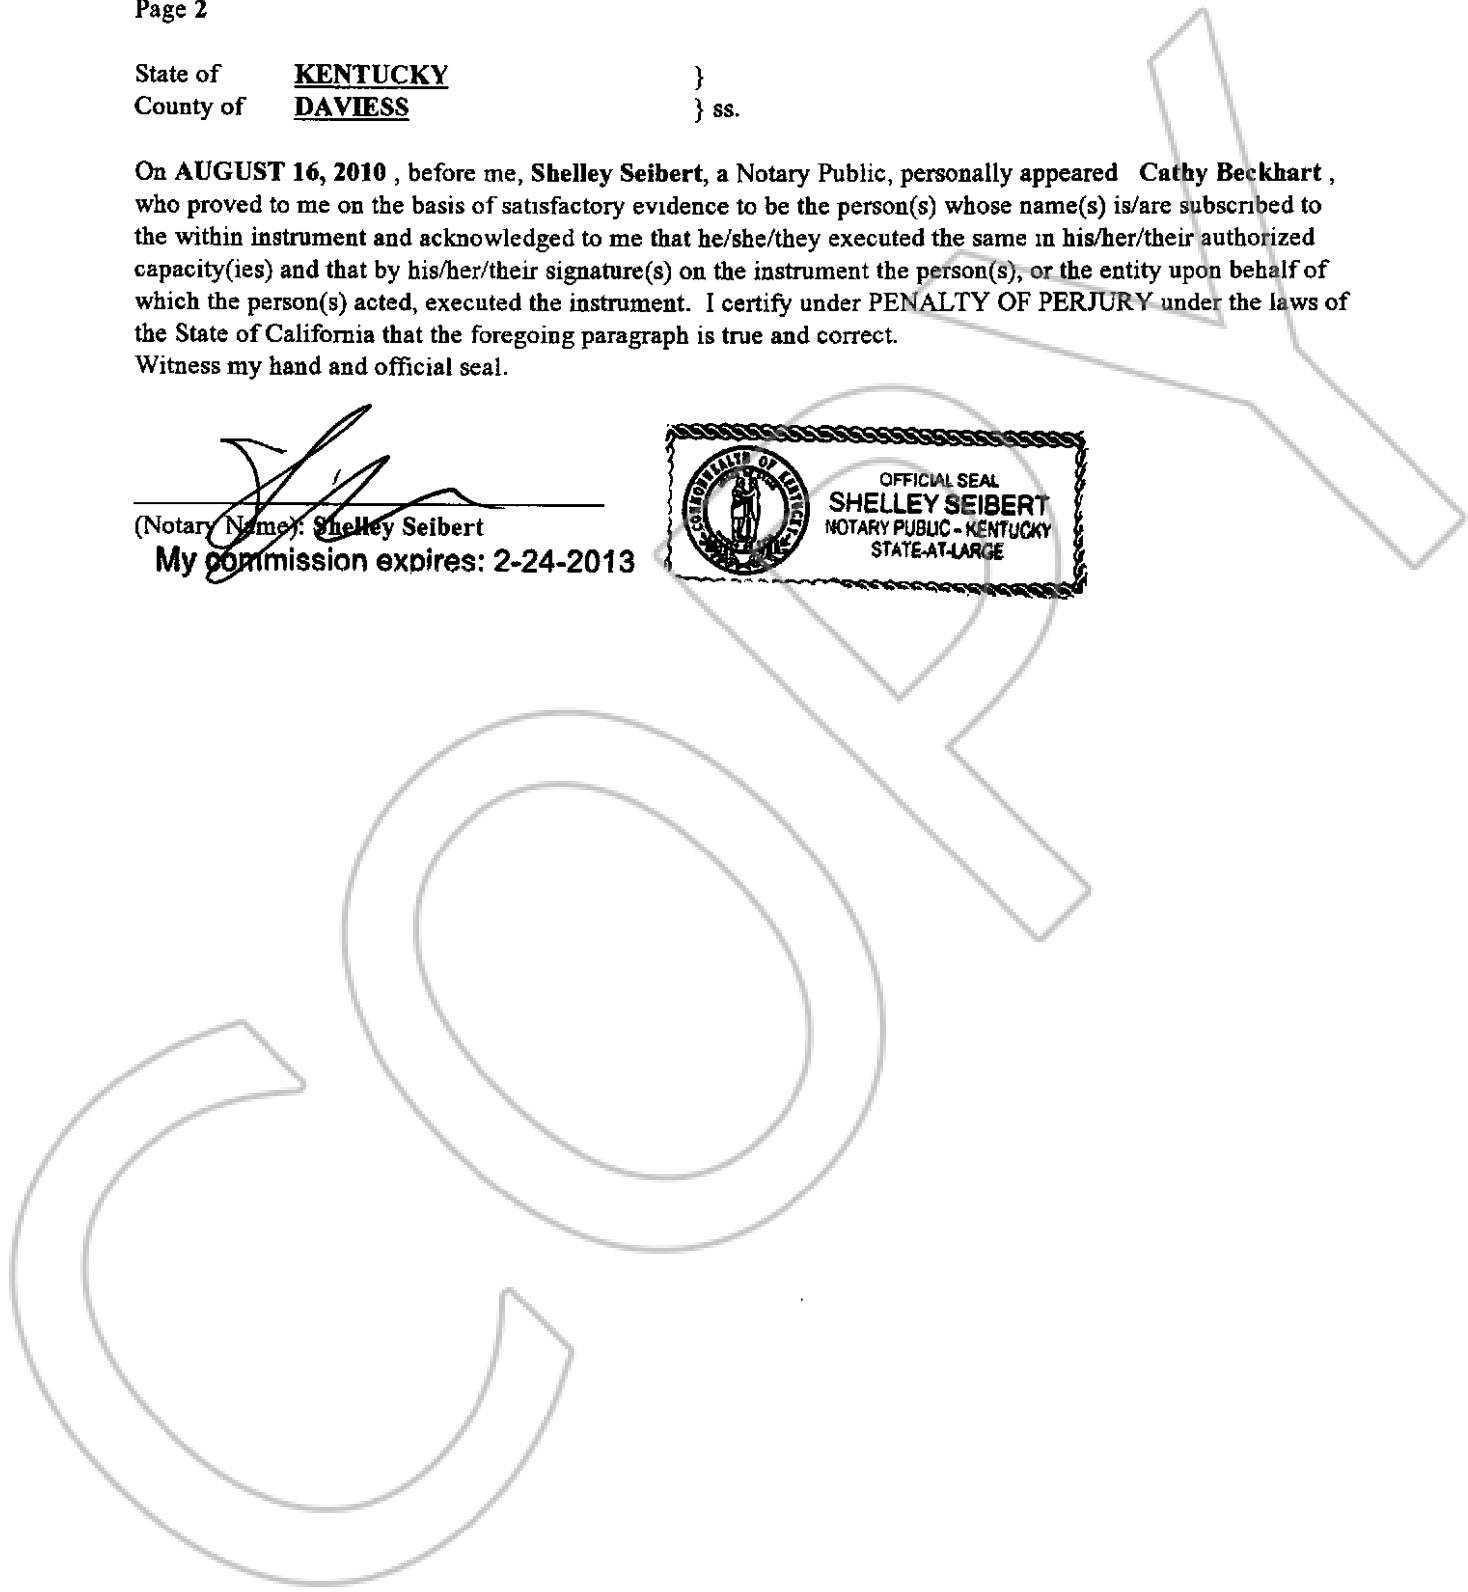 Page 2
State of KENTUCKY }
County of DAVIESS } ss.
On AUGUST 16, 2010 , before me, Shelley Seibert, a Notary Public, personally appeared Cathy Beckhart ,
who proved to me on the basis of satisfactory evidence to be the person(s) whose name(s) is/are subscribed to
the within instrument and acknowledged to me that he/she/they executed the same in his/her/their authorized
capacity(ies) and that by his/her/their signature(s) on the instrument the person(s), or the entity upon behalf of
which the person(s) acted, executed the instrument. I certify under PENALTY OF PERJURY under the laws of
the State of California that the foregoing paragraph is true and correct.
Witness my hand and official seal.
(Notary Name): Shelley Seibert
My commission expires: 2-24-2013
COMMONWEALTH OF KENTUCKY
OFFICIAL SEAL
SHELLEY SEIBERT
NOTARY PUBLIC - KENTUCKY
STATE-AT-LARGE
COPY